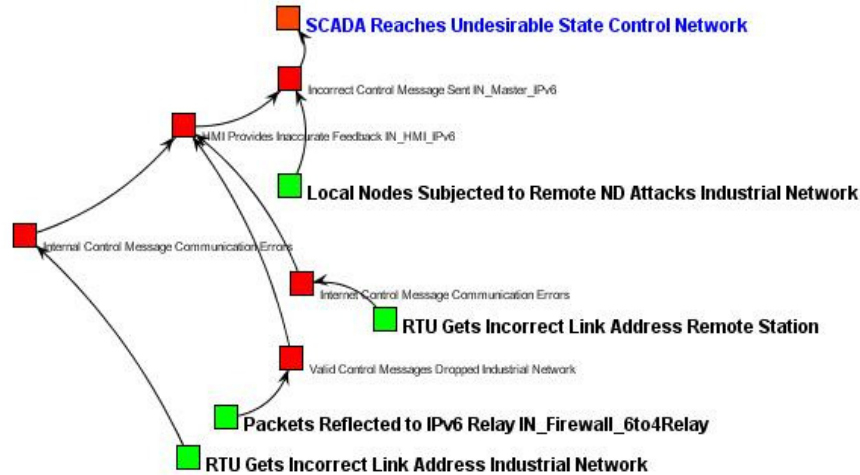 SCADA Reaches Undesirable State Control Network
Incorrect Control Message Sent IN_Master_IPv6
HMI Provides Inaccurate Feedback IN_HMI_IPv6
Local Nodes Subjected to Remote ND Attacks Industrial Network
Internal Control Message Communication Errors
Internet Control Message Communication Errors
RTU Gets Incorrect Link Address Remote Station
Valid Control Messages Dropped Industrial Network
Packets Reflected to IPv6 Relay IN_Firewall_6to4Relay
RTU Gets Incorrect Link Address Industrial Network